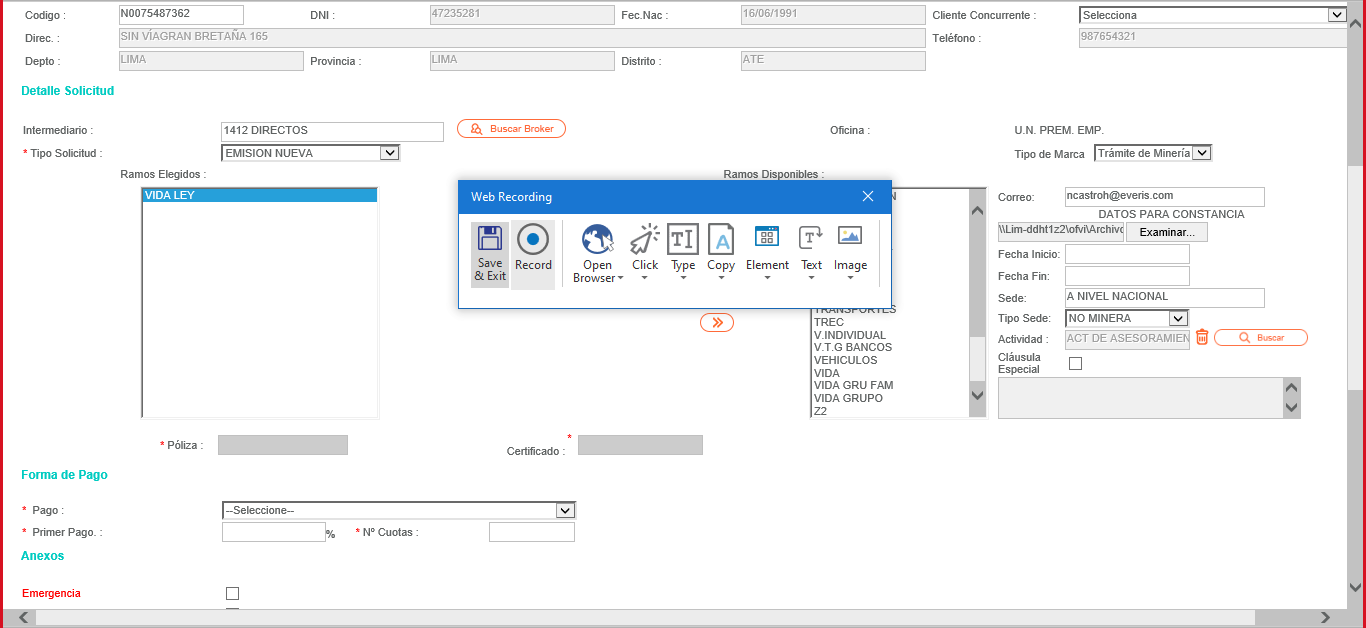 Codigo : N0075487362 DNI : 47235281 Fec.Nac : 16/06/1991 Cliente Concurrente : Selecciona
Direc. : SIN VÍAGRAN BRETAÑA 165 Teléfono : 987654321
Depto : LIMA Provincia : LIMA Distrito : ATE
Detalle Solicitud
Intermediario : 1412 DIRECTOS Buscar Broker Oficina : U.N. PREM. EMP.
* Tipo Solicitud : EMISION NUEVA Tipo de Marca Trámite de Minería
Ramos Elegidos : Ramos Disponibles :
VIDA LEY
Web Recording
Save & Exit
Record
Open Browser
Click
Type
Copy
Element
Text
Image
TRANSPORTES
TREC
V.INDIVIDUAL
V.T.G BANCOS
VEHICULOS
VIDA
VIDA GRU FAM
VIDA GRUPO
Z2
Correo: ncastroh@everis.com
DATOS PARA CONSTANCIA
\\Lim-ddht1z2\ofvi\Archivo Examinar...
Fecha Inicio:
Fecha Fin:
Sede: A NIVEL NACIONAL
Tipo Sede: NO MINERA
Actividad : ACT DE ASESORAMIEN Buscar
Cláusula
Especial
* Póliza : * Certificado :
Forma de Pago
* Pago : --Seleccione--
* Primer Pago. : % * Nº Cuotas :
Anexos
Emergencia